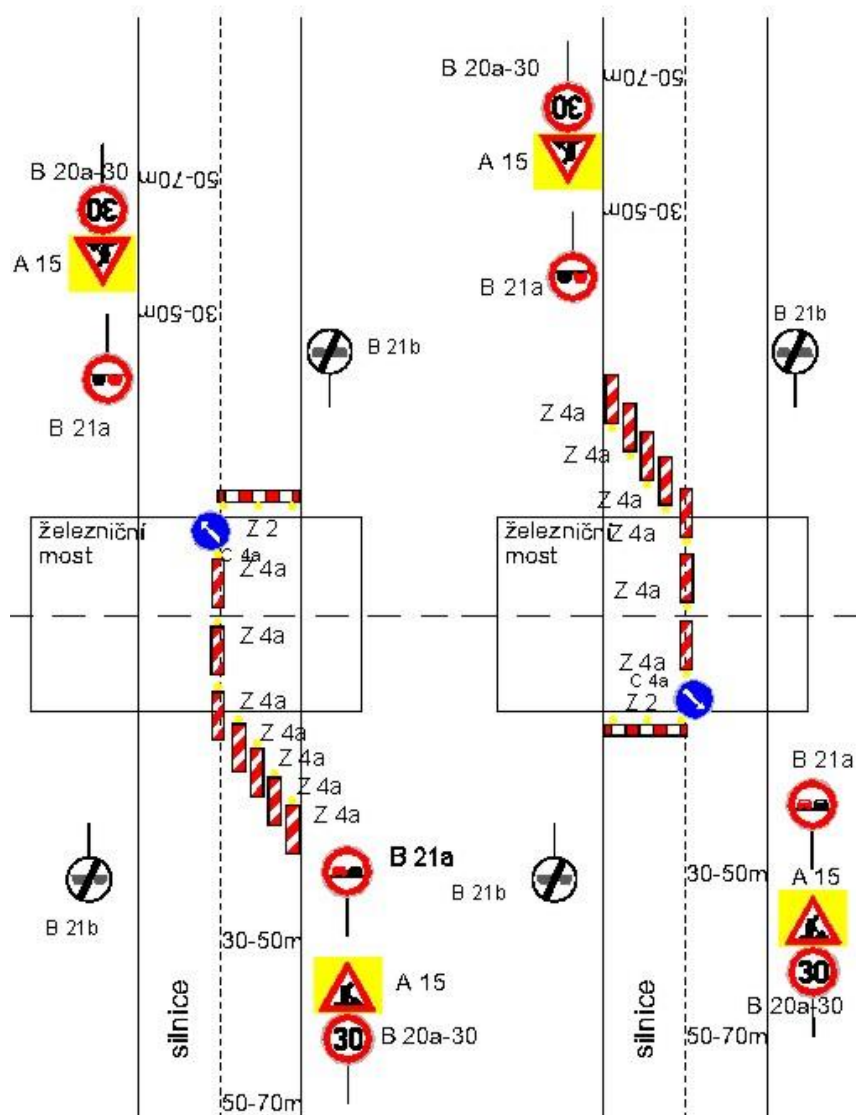 B 20a-30
30
A 15
50-70m
30-50m
B 21a
B 21b
Z 2
železniční
most
C 4a
Z 4a
Z 4a
Z 4a
Z 4a
Z 4a
Z 4a
Z 4a
B 21a
B 21b
30-50m
A 15
30
B 20a-30
silnice
50-70m
B 20a-30
30
50-70m
A 15
30-50m
B 21a
B 21b
Z 4a
Z 4a
Z 4a
železniční
most
Z 4a
Z 4a
Z 4a
C 4a
Z 2
B 21a
B 21b
30-50m
A 15
30
B 20a-30
silnice
50-70m